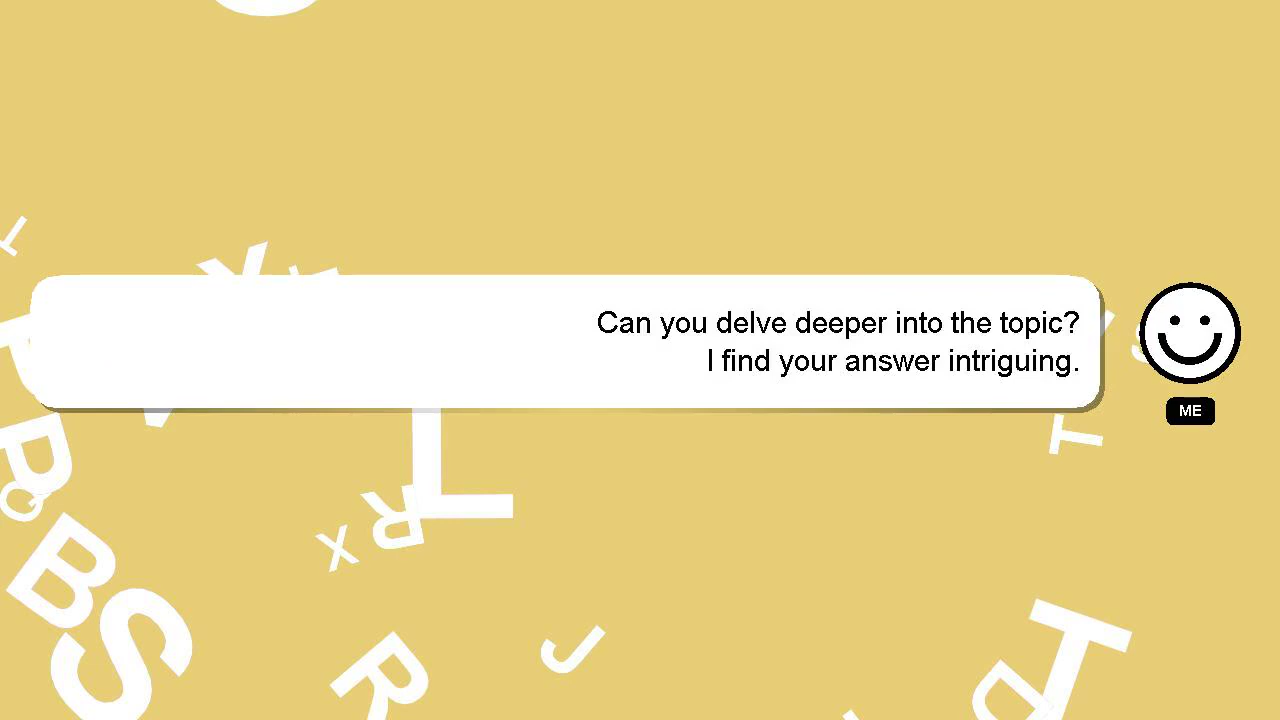 Can you delve deeper into the topic?
I find your answer intriguing.
ME